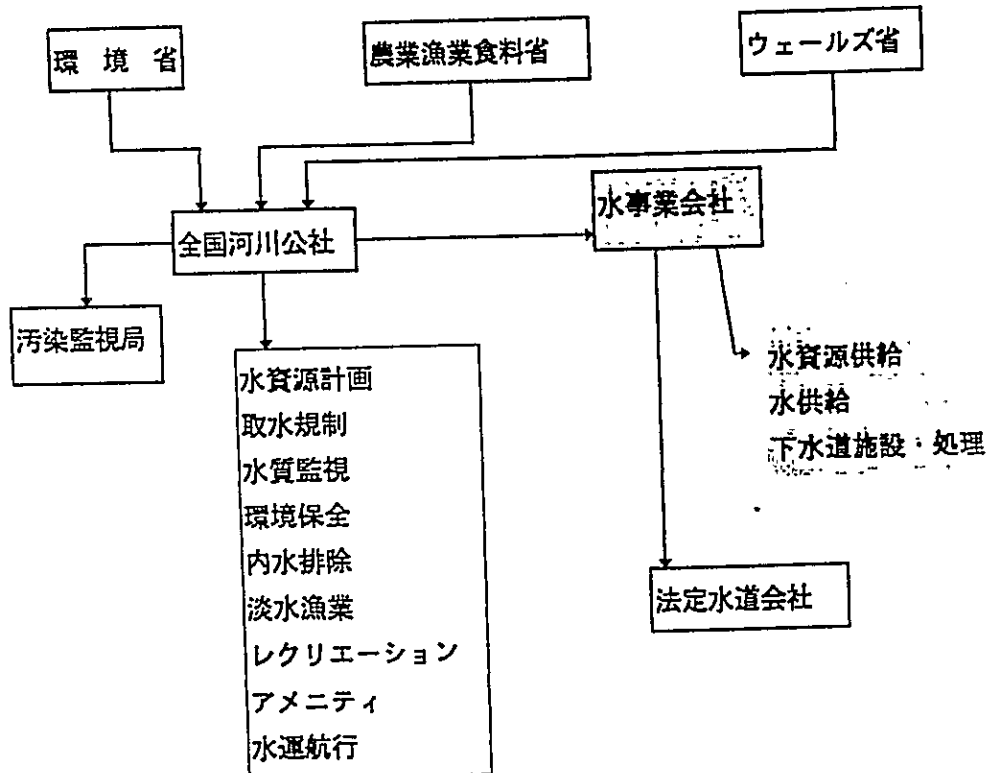 環境省
農業漁業食料省
ウェールズ省
水事業会社
全国河川公社
汚染監視局
水資源計画
取水規制
水質監視
環境保全
内水排除
淡水漁業
レクリエーション
アメニティ
水運航行
水資源供給
水供給
下水道施設・処理
法定水道会社